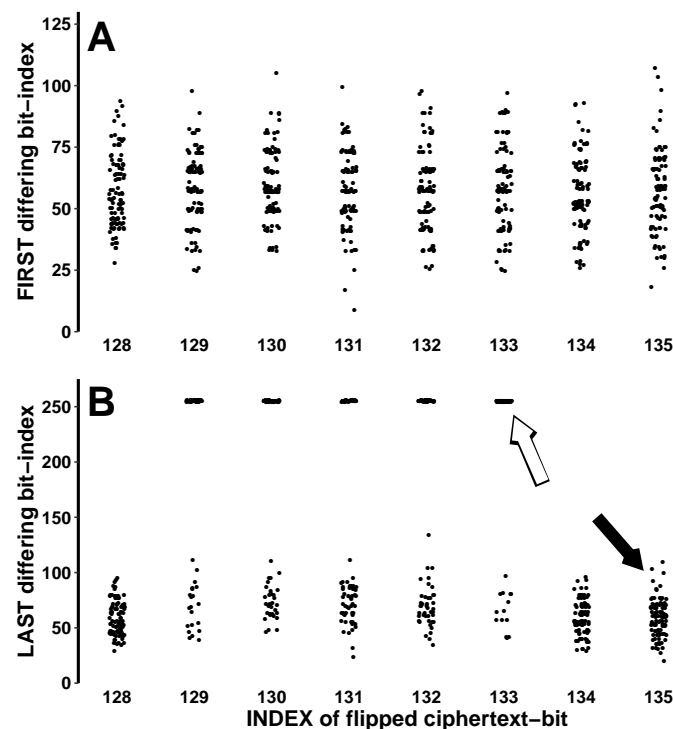 A
FIRST differing bit−index
125
100
75
50
25
0
128 129 130 131 132 133 134 135
B
LAST differing bit−index
250
200
150
100
50
0
128 129 130 131 132 133 134 135
INDEX of flipped ciphertext−bit